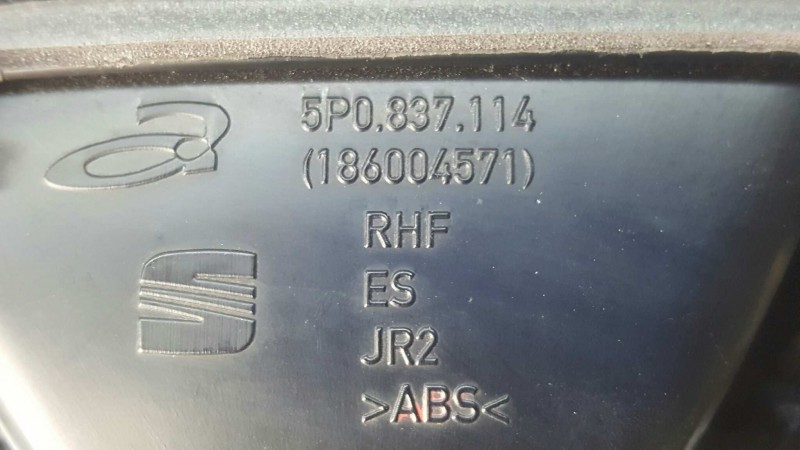 5P0.837.114
(186004571)
RHF
ES
JR2
>ABS<